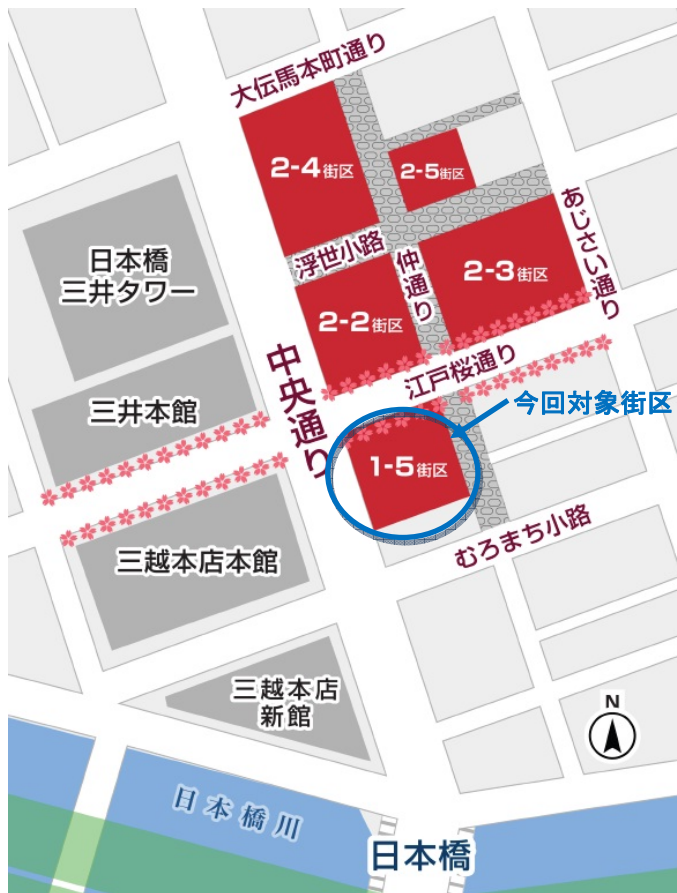 大伝馬本町通り
2-4街区
2-5街区
あじさい通り
日本橋
三井タワー
浮世小路
仲通り
2-3街区
2-2街区
中央通り
江戸桜通り
三井本館
今回対象街区
1-5街区
むろまち小路
三越本店本館
三越本店
新館
N
日本橋川
日本橋